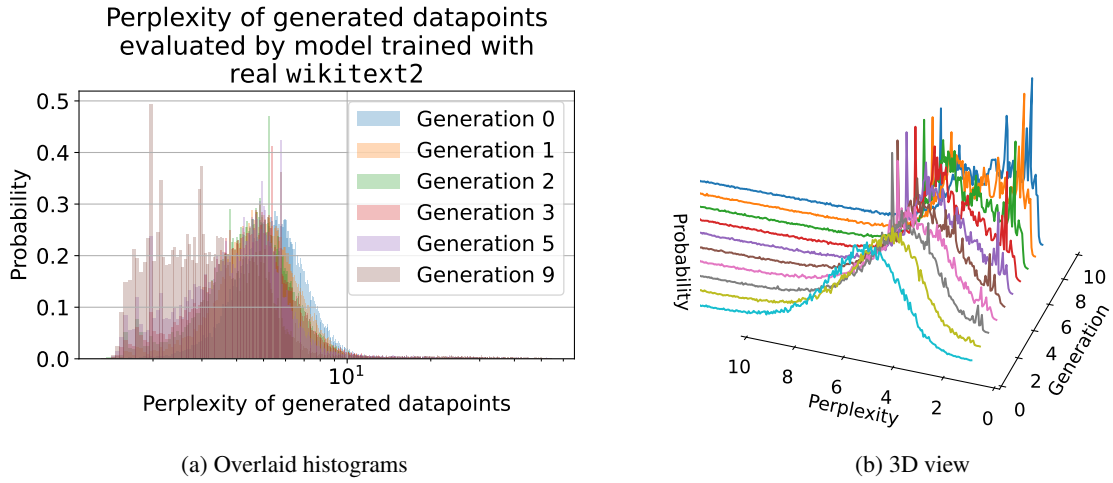 Perplexity of generated datapoints
evaluated by model trained with
real wikitext2
0.5
0.4
0.3
0.2
0.1
0.0
Probability
Generation 0
Generation 1
Generation 2
Generation 3
Generation 5
Generation 9
10¹
Perplexity of generated datapoints
(a) Overlaid histograms
Probability
10
8
6
4
2
0
Perplexity
0
2
4
6
8
10
Generation
(b) 3D view